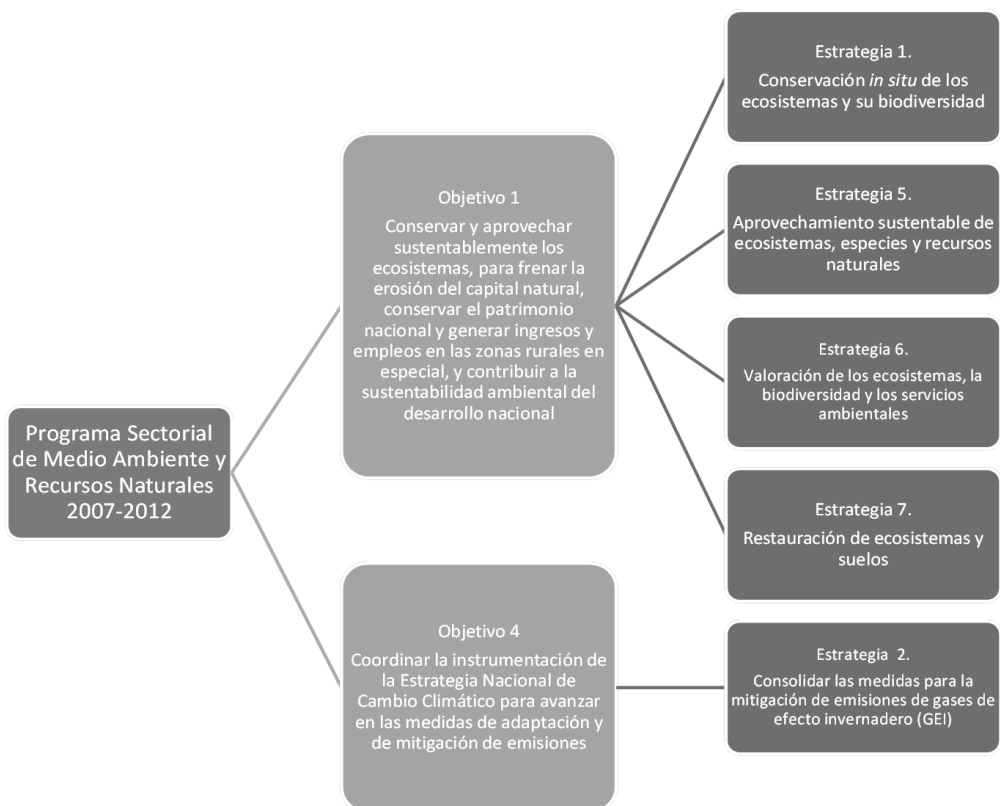 Programa Sectorial
de Medio Ambiente y
Recursos Naturales
2007-2012
Objetivo 1
Conservar y aprovechar
sustentablemente los
ecosistemas, para frenar la
erosión del capital natural,
conservar el patrimonio
nacional y generar ingresos y
empleos en las zonas rurales en
especial, y contribuir a la
sustentabilidad ambiental del
desarrollo nacional
Estrategia 1.
Conservación in situ de los
ecosistemas y su biodiversidad
Estrategia 5.
Aprovechamiento sustentable de
ecosistemas, especies y recursos
naturales
Estrategia 6.
Valoración de los ecosistemas, la
biodiversidad y los servicios
ambientales
Estrategia 7.
Restauración de ecosistemas y
suelos
Objetivo 4
Coordinar la instrumentación de
la Estrategia Nacional de
Cambio Climático para avanzar
en las medidas de adaptación y
de mitigación de emisiones
Estrategia 2.
Consolidar las medidas para la
mitigación de emisiones de gases de
efecto invernadero (GEI)